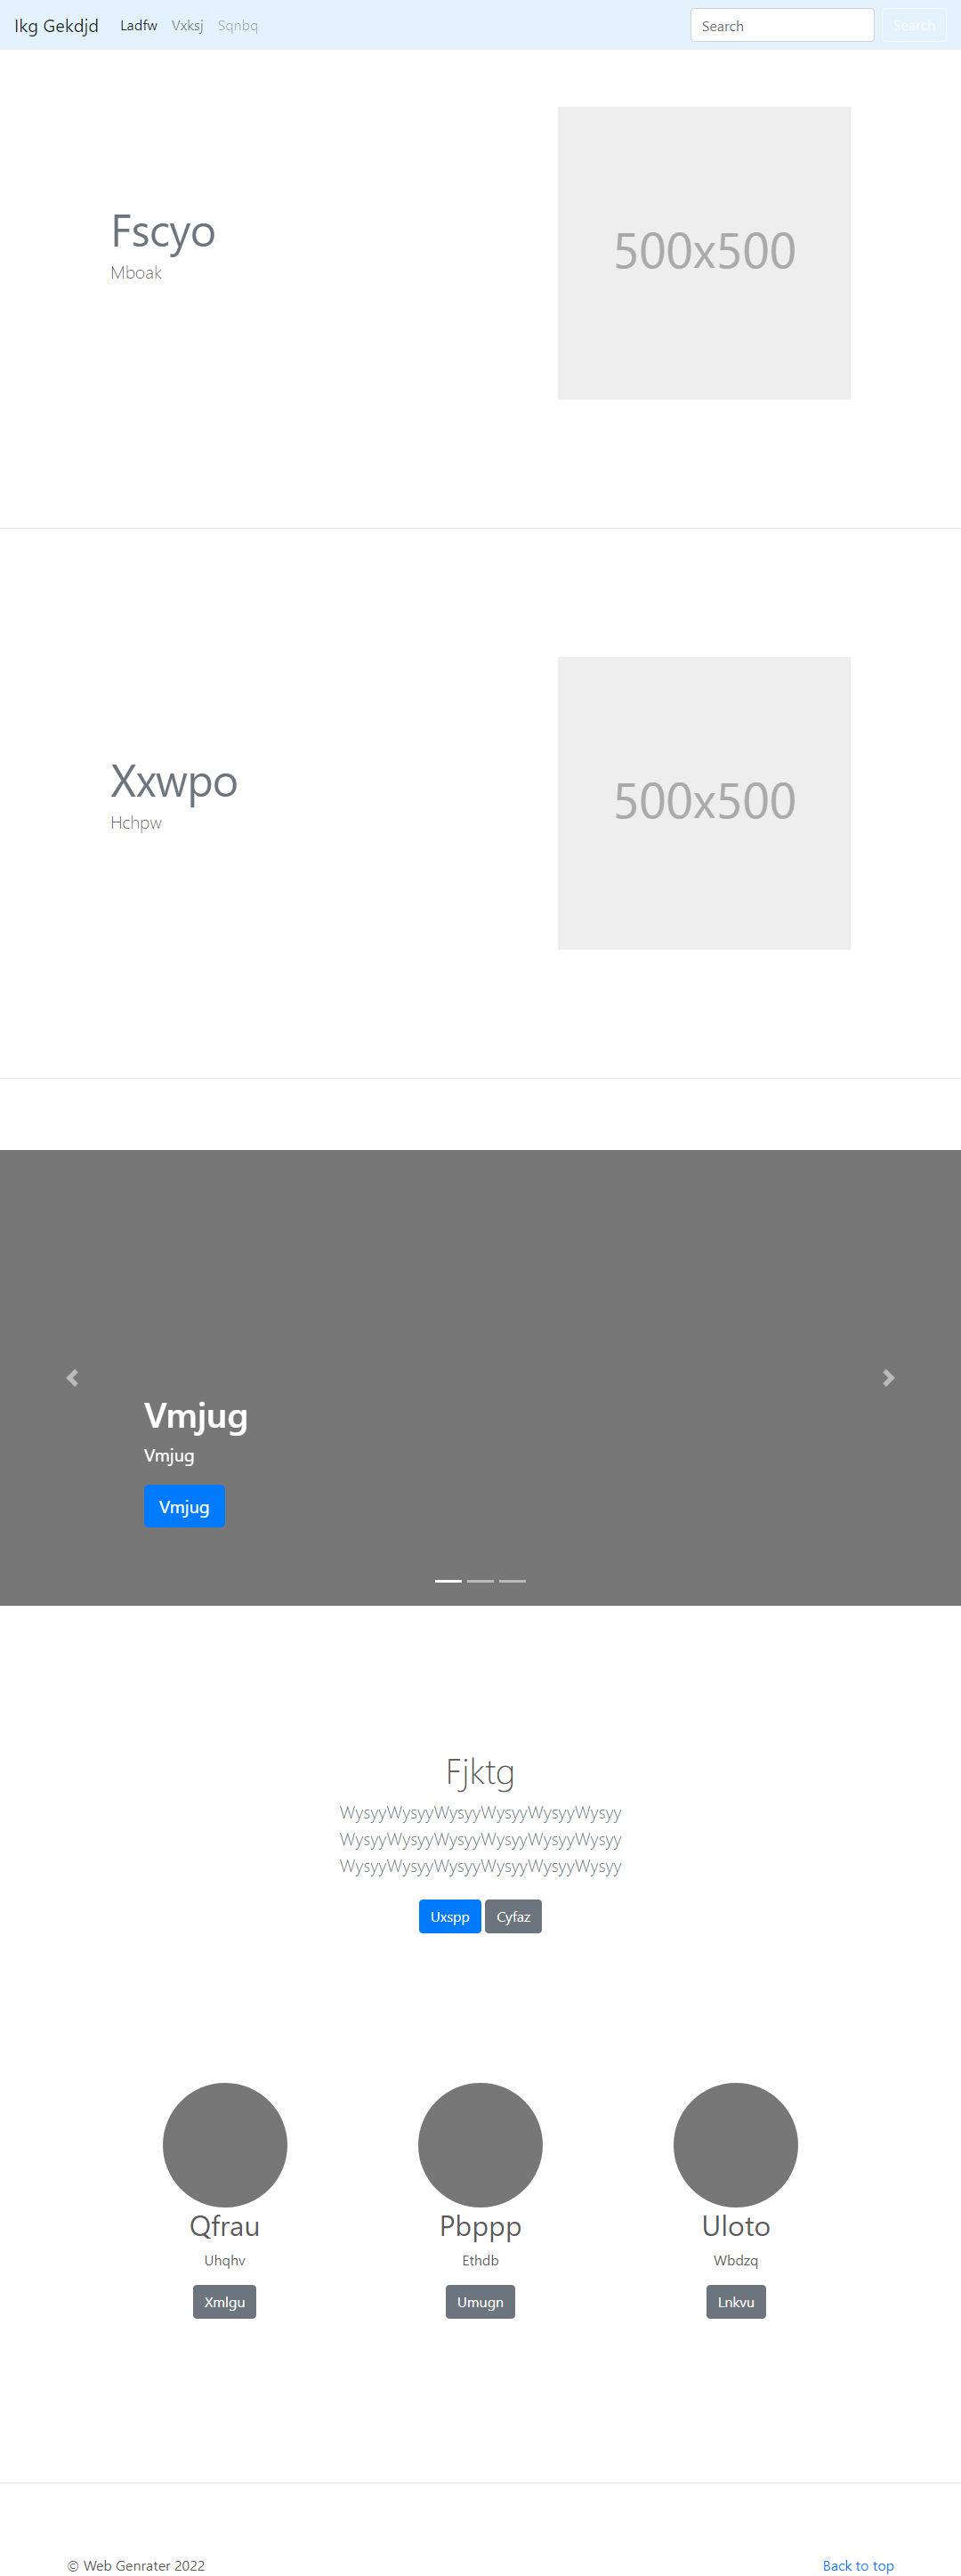 Ikg Gekdjd Ladfw Vxksj Sqnbq Search Search
Fscyo
Mboak
500x500
Xxwpo
Hchpw
500x500
Vmjug
Vmjug
Vmjug
Fjktg
WysyyWysyyWysyyWysyyWysyyWysyy
WysyyWysyyWysyyWysyyWysyyWysyy
WysyyWysyyWysyyWysyyWysyyWysyy
Uxspp Cyfaz
Qfrau Pbppp Uloto
Uhqhv Ethdb Wbdzq
Xmlgu Umugn Lnkvu
© Web Genrater 2022 Back to top